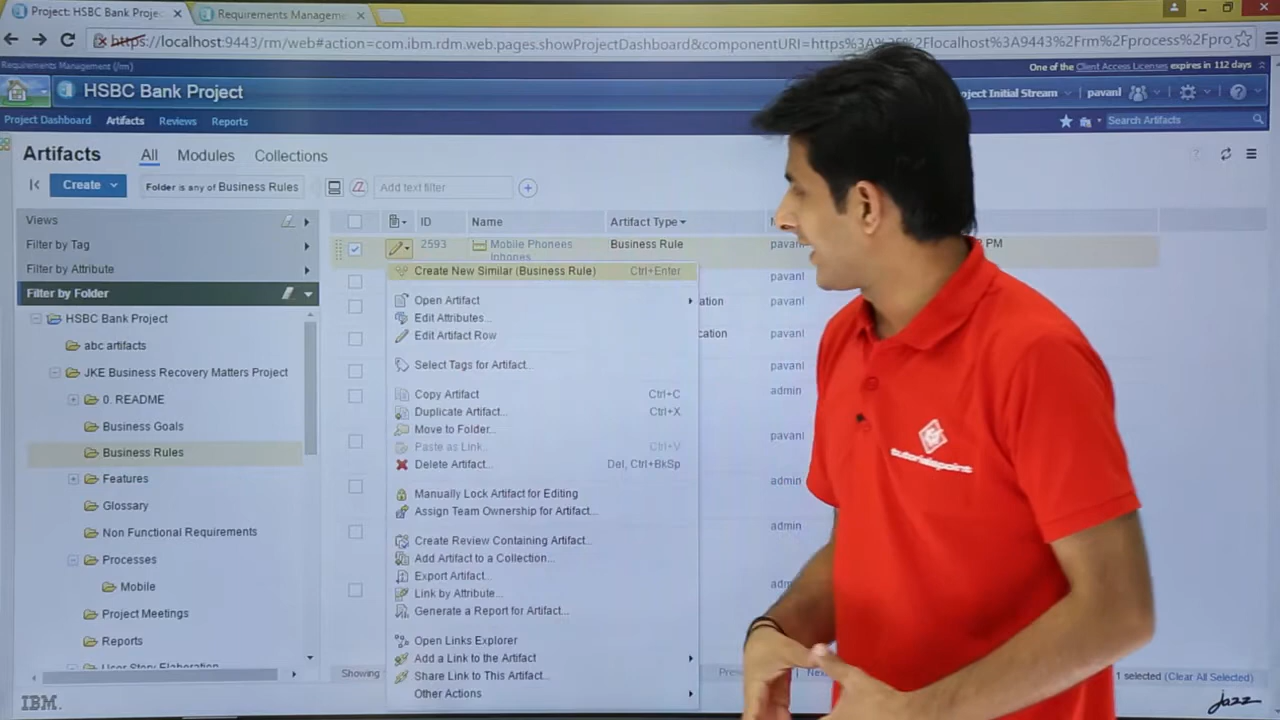 Project: HSBC Bank Projec
Requirements Managemen
https://localhost:9443/rm/web#action=com.ibm.rdm.web.pages.showProjectDashboard&componentURI=https%3A%2F%2Flocalhost%3A9443%2Frm%2Fprocess%2Fpro
Requirements Management (/rm)
One of the Client Access Licenses expires in 112 days
HSBC Bank Project
oject Initial Stream
pavanl
Project Dashboard Artifacts Reviews Reports
Search Artifacts
Artifacts All Modules Collections
Create
Folder is any of Business Rules
Add text filter
Views
ID Name Artifact Type
Filter by Tag
2593 Mobile Phonees Business Rule
PM
Inhones
Filter by Attribute
Create New Similar (Business Rule) Ctrl+Enter
pavanl
Filter by Folder
Open Artifact
ation
pavanl
HSBC Bank Project
Edit Attributes...
Edit Artifact Row
cation
pavanl
abc artifacts
Select Tags for Artifact...
pavanl
JKE Business Recovery Matters Project
Copy Artifact Ctrl+C
admin
0. README
Duplicate Artifact... Ctrl+X
Business Goals
Move to Folder...
pavanl
Paste as Link Ctrl+V
Business Rules
Delete Artifact... Del, Ctrl+BkSp
Features
admin
Manually Lock Artifact for Editing
Glossary
Assign Team Ownership for Artifact...
admin
Non Functional Requirements
Create Review Containing Artifact...
Processes
Add Artifact to a Collection...
Export Artifact...
Mobile
Link by Attribute...
Project Meetings
Generate a Report for Artifact...
Reports
Open Links Explorer
User Story Elaboration
Add a Link to the Artifact
Showing
Share Link to This Artifact...
1 selected (Clear All Selected)
Other Actions
IBM.
Jazz
tutorialspoint